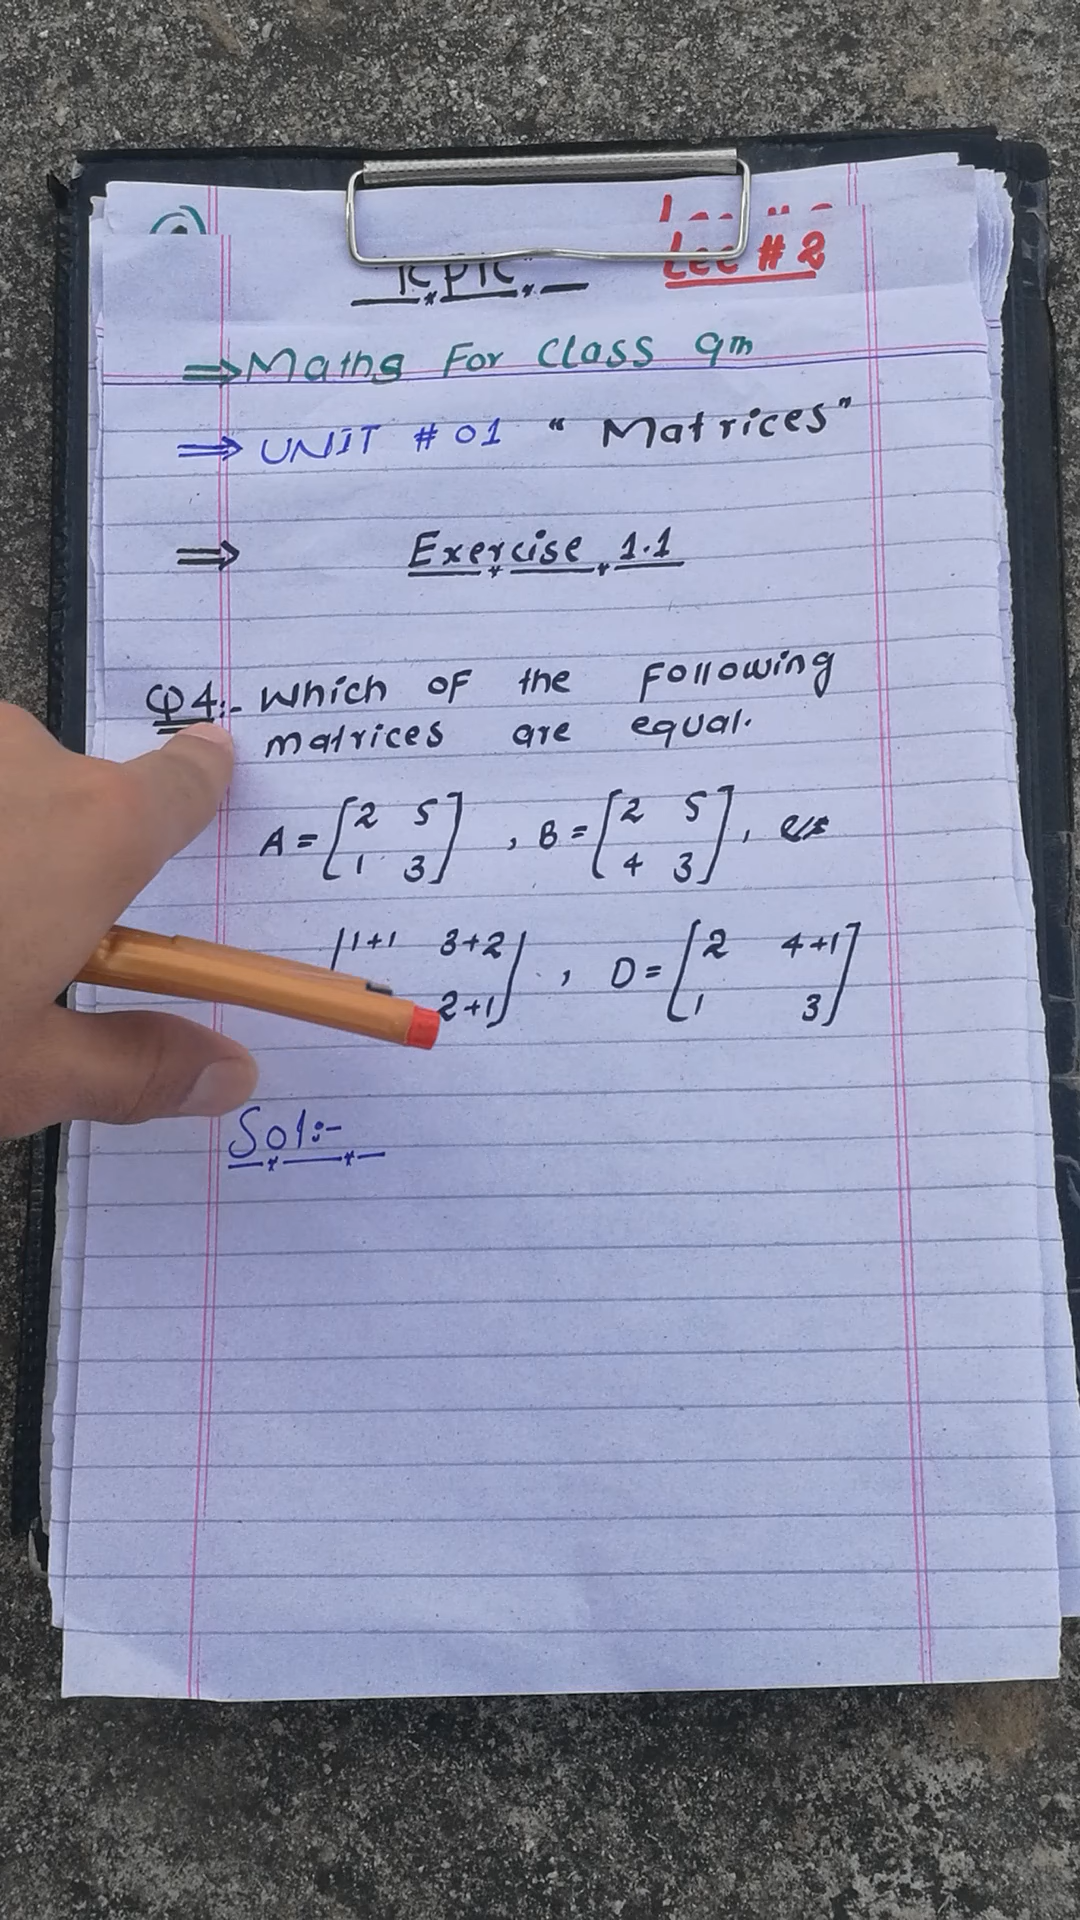 Lec # 2
⇒ Maths For Class 9th
⇒ UNIT # 01 " Matrices"
⇒ Exercise 1.1
Q4:- Which of the Following
matrices are equal.
A = [2 5 , B = [2 5 ,
1 3] 4 3]
1+1 3+2] , D = [2 4+1]
2+1 1 3
Sol:-